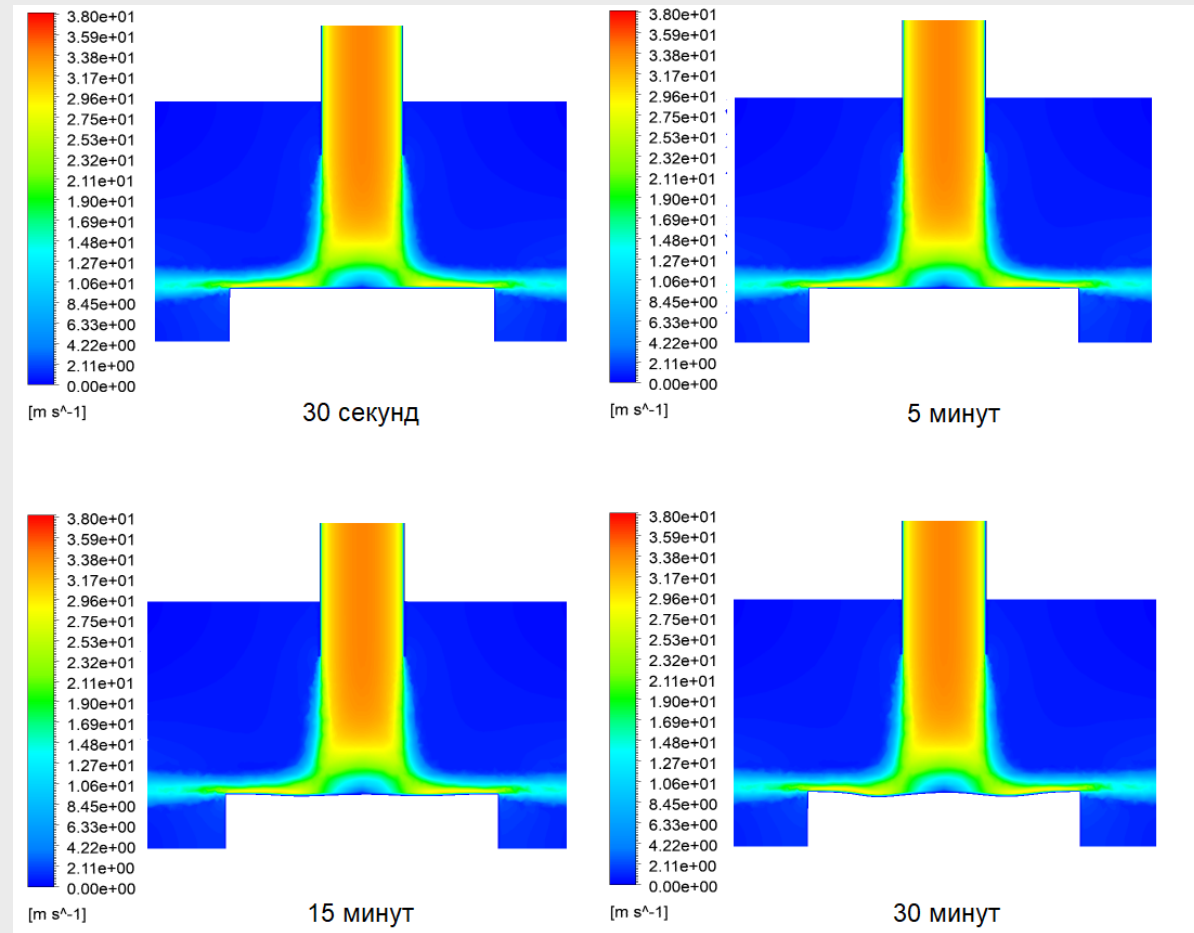 3.80e+01
3.59e+01
3.38e+01
3.17e+01
2.96e+01
2.75e+01
2.53e+01
2.32e+01
2.11e+01
1.90e+01
1.69e+01
1.48e+01
1.27e+01
1.06e+01
8.45e+00
6.33e+00
4.22e+00
2.11e+00
0.00e+00
[m s^-1]
30 секунд
3.80e+01
3.59e+01
3.38e+01
3.17e+01
2.96e+01
2.75e+01
2.53e+01
2.32e+01
2.11e+01
1.90e+01
1.69e+01
1.48e+01
1.27e+01
1.06e+01
8.45e+00
6.33e+00
4.22e+00
2.11e+00
0.00e+00
[m s^-1]
5 минут
3.80e+01
3.59e+01
3.38e+01
3.17e+01
2.96e+01
2.75e+01
2.53e+01
2.32e+01
2.11e+01
1.90e+01
1.69e+01
1.48e+01
1.27e+01
1.06e+01
8.45e+00
6.33e+00
4.22e+00
2.11e+00
0.00e+00
[m s^-1]
15 минут
3.80e+01
3.59e+01
3.38e+01
3.17e+01
2.96e+01
2.75e+01
2.53e+01
2.32e+01
2.11e+01
1.90e+01
1.69e+01
1.48e+01
1.27e+01
1.06e+01
8.45e+00
6.33e+00
4.22e+00
2.11e+00
0.00e+00
[m s^-1]
30 минут